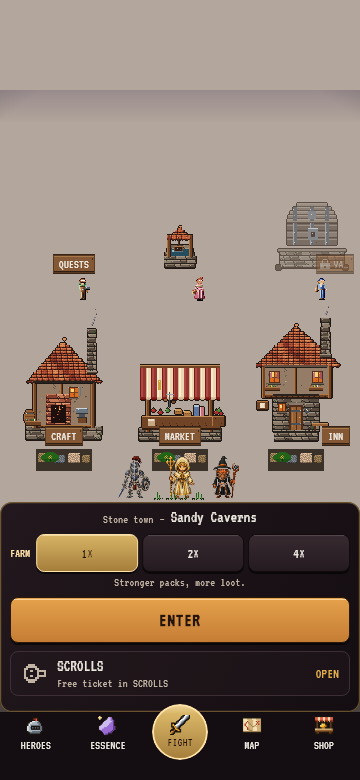 QUESTS
CRAFT
MARKET
INN
Stone town - Sandy Caverns
FARM
1X
2X
4X
Stronger packs, more loot.
ENTER
SCROLLS
Free ticket in SCROLLS
OPEN
HEROES
ESSENCE
FIGHT
MAP
SHOP